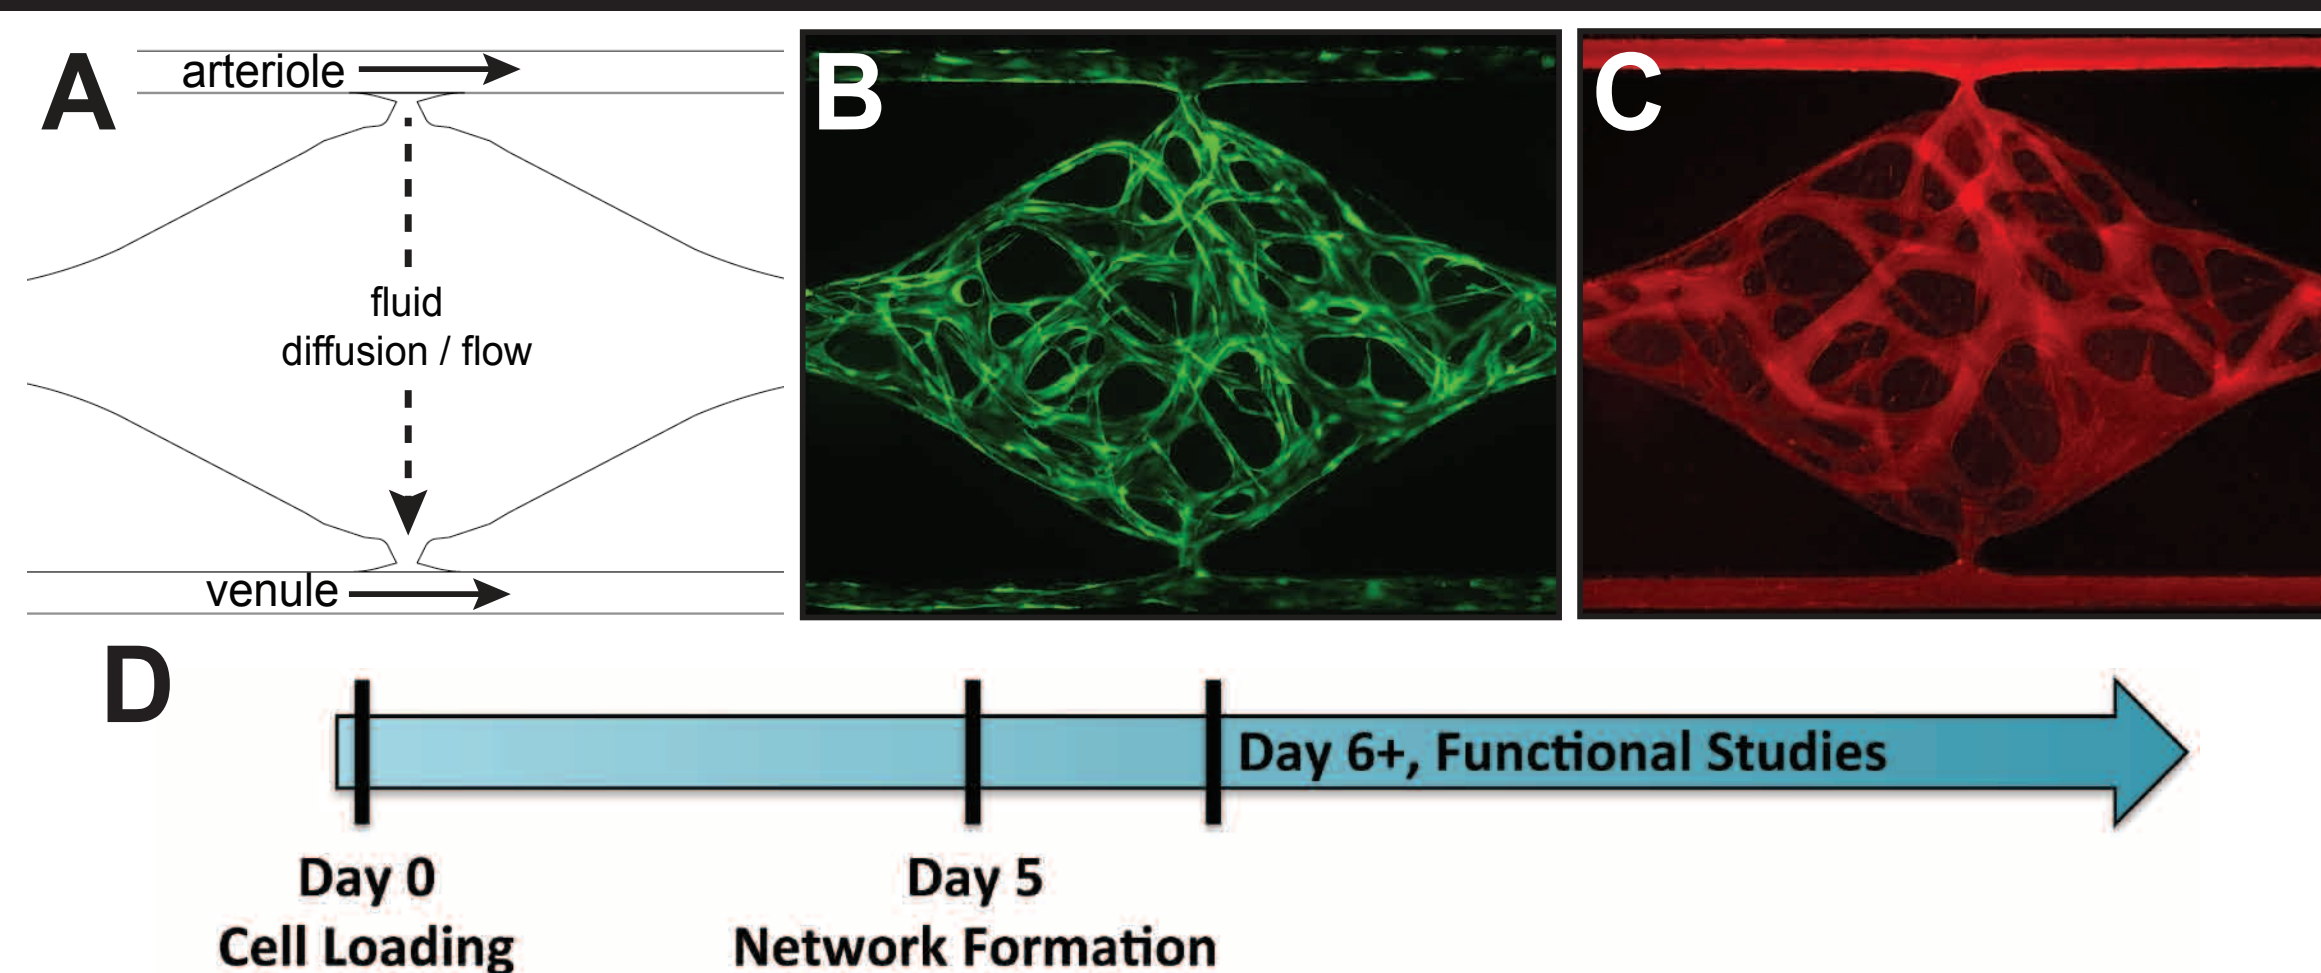 A
arteriole
fluid
diffusion / flow
venule
B
C
D
Day 6+, Functional Studies
Day 0
Cell Loading
Day 5
Network Formation